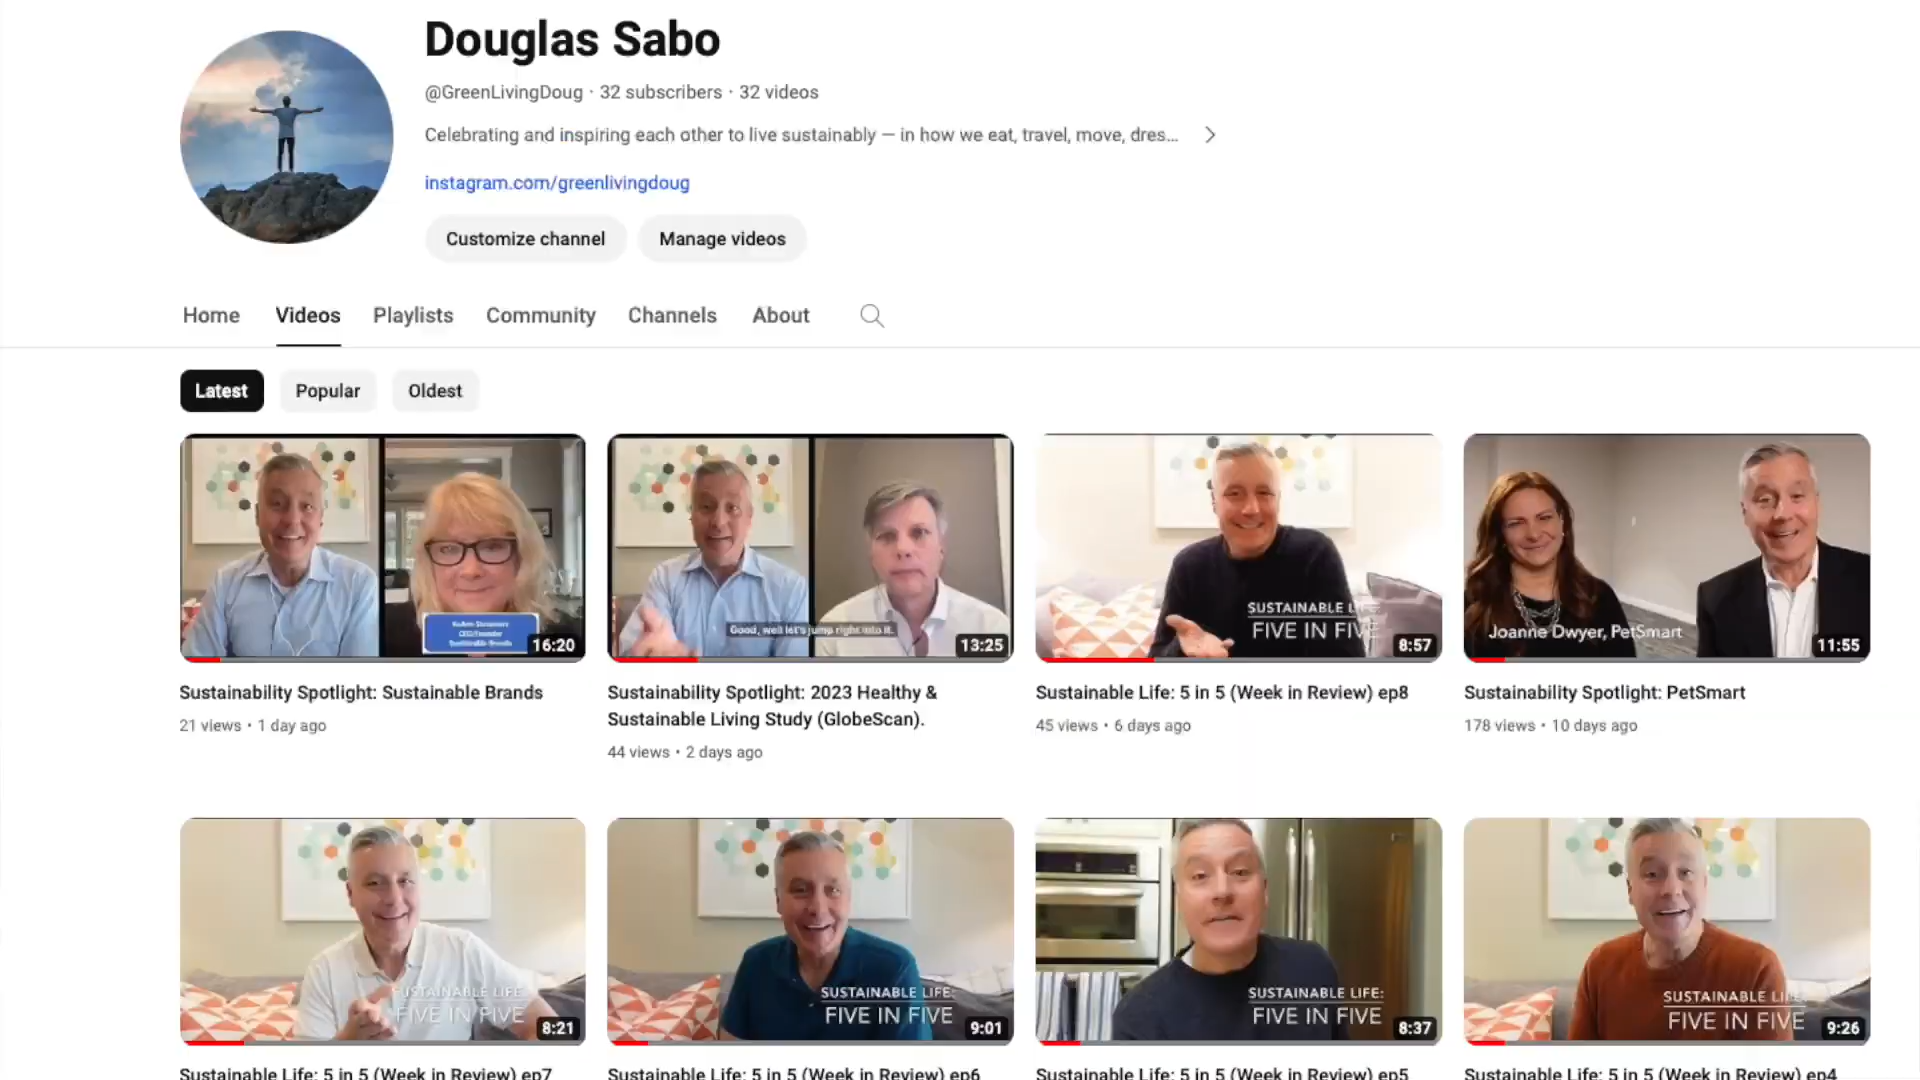 Douglas Sabo
@GreenLivingDoug · 32 subscribers · 32 videos
Celebrating and inspiring each other to live sustainably — in how we eat, travel, move, dres...
instagram.com/greenlivingdoug
Customize channel
Manage videos
Home
Videos
Playlists
Community
Channels
About
Latest
Popular
Oldest
CEO/Founder
Sustainable Brands
16:20
Good, well let's jump right into it.
13:25
SUSTAINABLE LIFE
FIVE IN FIVE
8:57
Joanne Dwyer, PetSmart
11:55
Sustainability Spotlight: Sustainable Brands
21 views • 1 day ago
Sustainability Spotlight: 2023 Healthy &
Sustainable Living Study (GlobeScan).
44 views • 2 days ago
Sustainable Life: 5 in 5 (Week in Review) ep8
45 views • 6 days ago
Sustainability Spotlight: PetSmart
178 views • 10 days ago
SUSTAINABLE LIFE:
FIVE IN FIVE
8:21
SUSTAINABLE LIFE:
FIVE IN FIVE
9:01
SUSTAINABLE LIFE:
FIVE IN FIVE
8:37
SUSTAINABLE LIFE:
FIVE IN FIVE
9:26
Sustainable Life: 5 in 5 (Week in Review) ep7
Sustainable Life: 5 in 5 (Week in Review) ep6
Sustainable Life: 5 in 5 (Week in Review) ep5
Sustainable Life: 5 in 5 (Week in Review) ep4